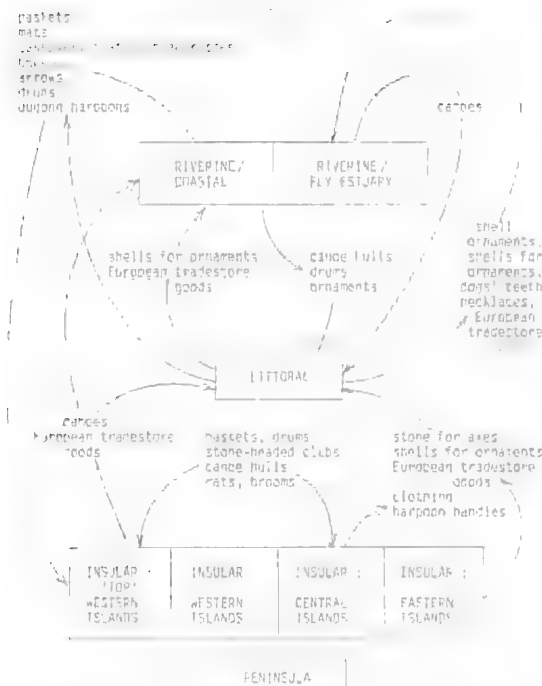 baskets
mats
arrows
drums
dugong harpoons
canoes
RIVERINE/
COASTAL
RIVERINE/
FLY ESTUARY
shells for ornaments
European tradestore
goods
canoe hulls
drums
ornaments
shell
ornaments,
shells for
ornaments,
dogs' teeth
necklaces,
European
tradestore
LITTORAL
canoes
European tradestore
goods
baskets, drums
stone-headed clubs
canoe hulls
mats, brooms
stone for axes
shells for ornaments
European tradestore
goods
clothing
harpoon handles
INSULAR
'TOP'
WESTERN
ISLANDS
INSULAR
WESTERN
ISLANDS
INSULAR :
CENTRAL
ISLANDS
INSULAR :
EASTERN
ISLANDS
PENINSULA